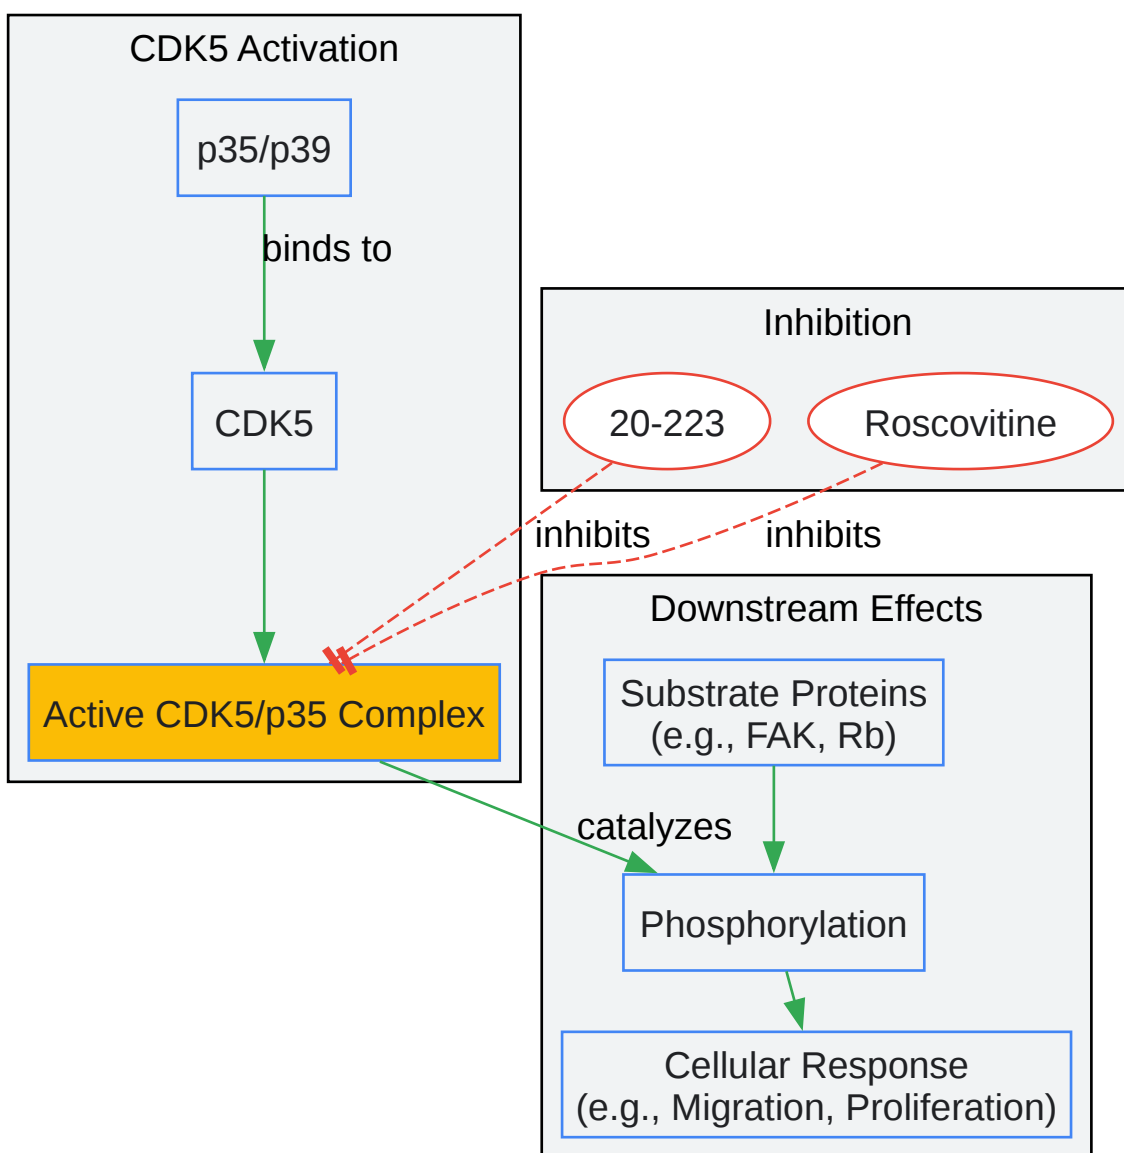 CDK5 Activation
p35/p39
binds to
CDK5
Active CDK5/p35 Complex
Inhibition
20-223
Roscovitine
inhibits
inhibits
Downstream Effects
Substrate Proteins
(e.g., FAK, Rb)
catalyzes
Phosphorylation
Cellular Response
(e.g., Migration, Proliferation)